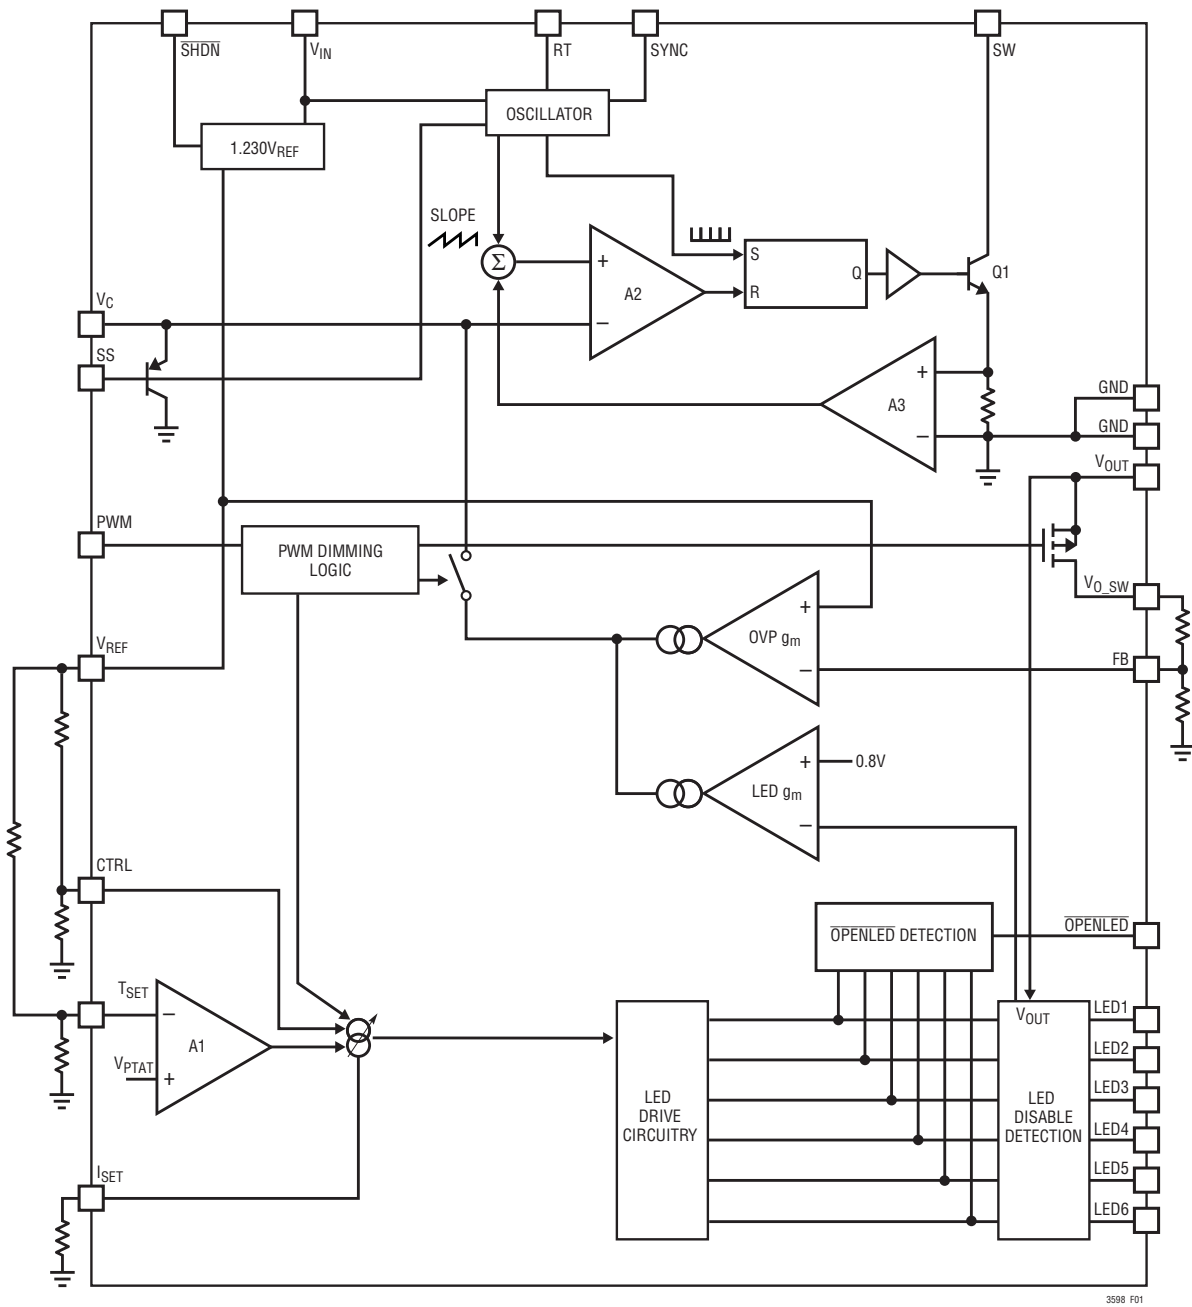 SHDN
VIN
RT
SYNC
SW
OSCILLATOR
1.230VREF
SLOPE
Σ
+
A2
−
S
R
Q
Q1
VC
SS
+
A3
−
GND
GND
VOUT
PWM
PWM DIMMING
LOGIC
VO_SW
+
OVP gm
−
FB
VREF
+
0.8V
LED gm
−
CTRL
OPENLED DETECTION
OPENLED
TSET
−
A1
VPTAT
+
LED
DRIVE
CIRCUITRY
VOUT
LED
DISABLE
DETECTION
LED1
LED2
LED3
LED4
LED5
LED6
ISET
3598 F01